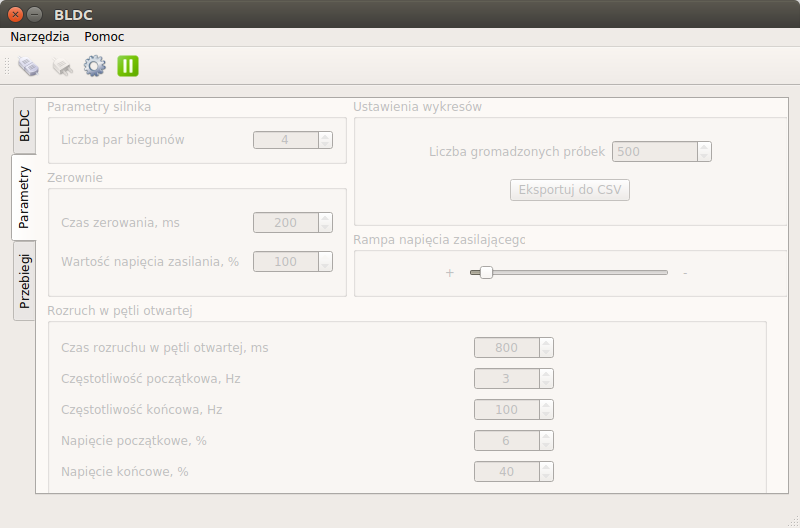 BLDC
Narzędzia Pomoc
BLDC
Parametry
Przebiegi
Parametry silnika
Liczba par biegunów 4
Zerownie
Czas zerowania, ms 200
Wartość napięcia zasilania, % 100
Ustawienia wykresów
Liczba gromadzonych próbek 500
Eksportuj do CSV
Rampa napięcia zasilającegc
+ -
Rozruch w pętli otwartej
Czas rozruchu w pętli otwartej, ms 800
Częstotliwość początkowa, Hz 3
Częstotliwość końcowa, Hz 100
Napięcie początkowe, % 6
Napięcie końcowe, % 40